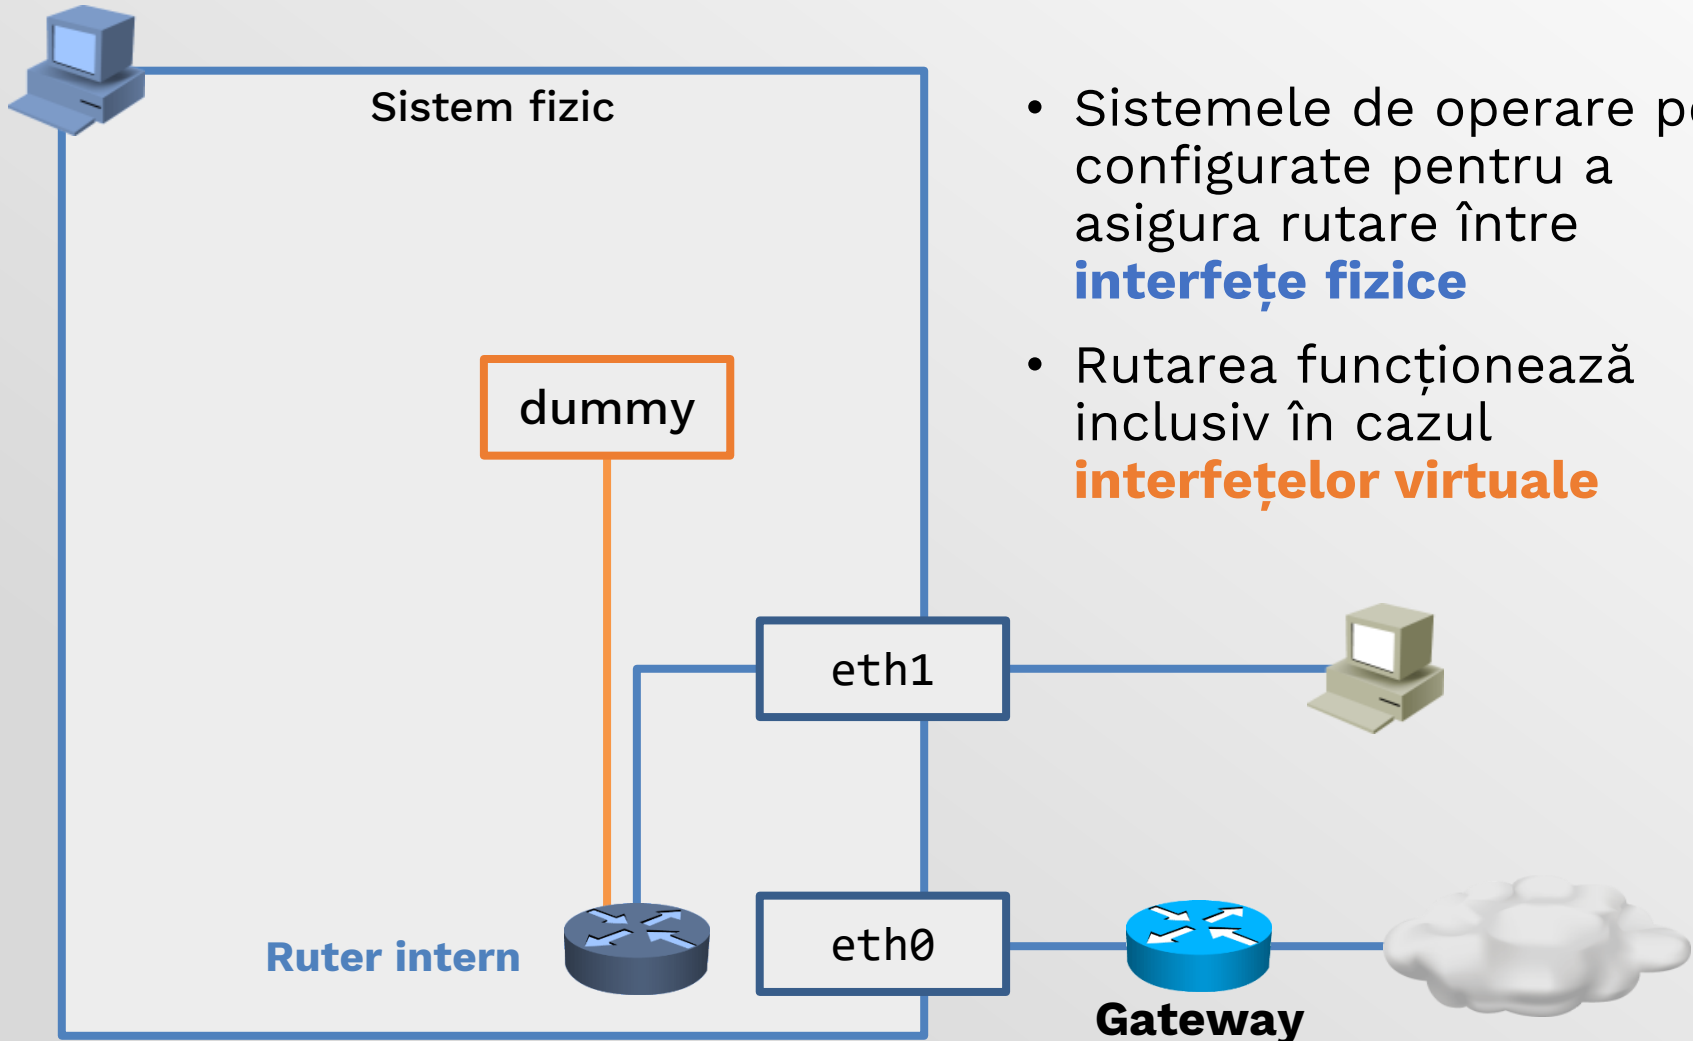 Sistem fizic
• Sistemele de operare
configurate pentru a
asigura rutare între
interfețe fizice
• Rutarea funcționează
inclusiv în cazul
interfețelor virtuale
dummy
eth1
eth0
Ruter intern
Gateway